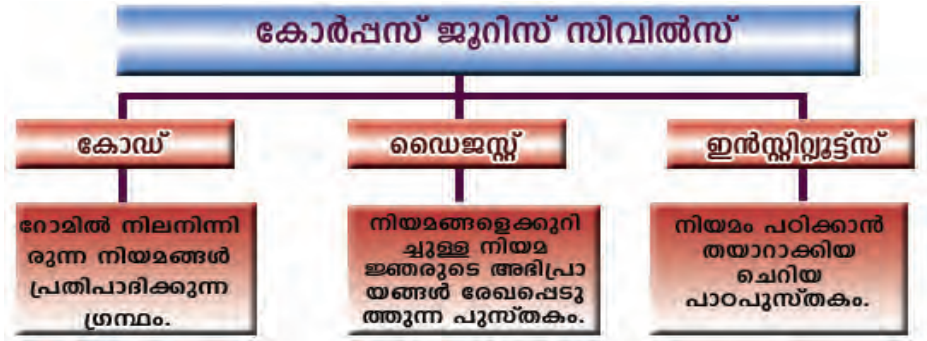 കോർപ്പസ് ജൂറിസ് സിവിൽസ്
കോഡ്
ഡൈജസ്റ്റ്
ഇൻസ്റ്റിറ്റ്യൂട്ട്സ്
റോമിൽ നിലനിന്നി
രുന്ന നിയമങ്ങൾ
പ്രതിപാദിക്കുന്ന
ഗ്രന്ഥം.
നിയമങ്ങളെക്കുറി
ച്ചുള്ള നിയമ
ജ്ഞരുടെ അഭിപ്രാ
യങ്ങൾ രേഖപ്പെടു
ത്തുന്ന പുസ്തകം.
നിയമം പഠിക്കാൻ
തയാറാക്കിയ
ചെറിയ
പാഠപുസ്തകം.